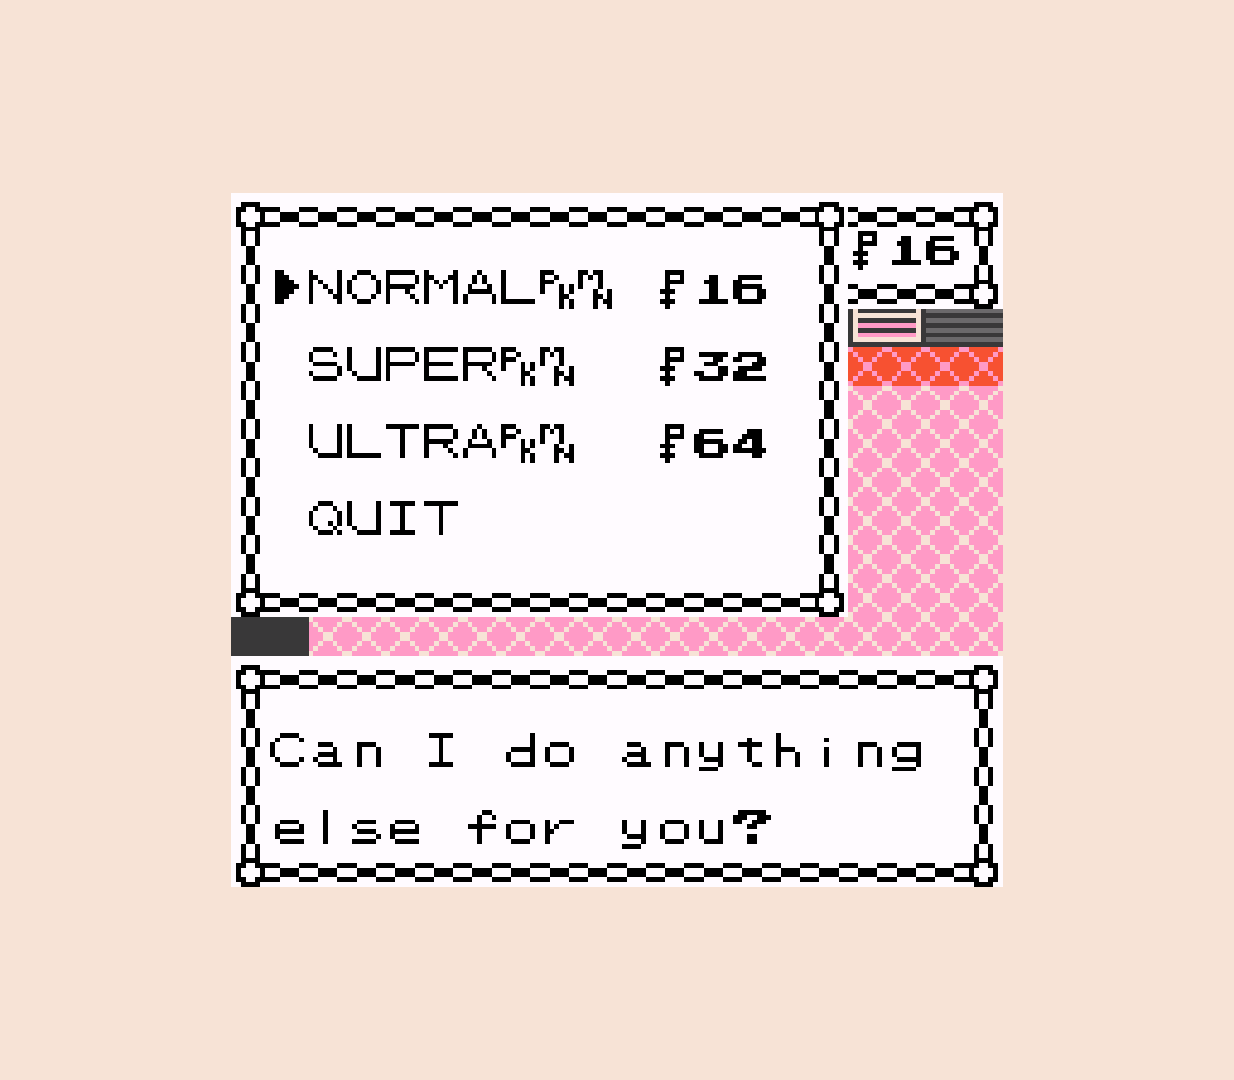 ₣16
▶NORMALPKMN ₣16
SUPERPKMN ₣32
ULTRAPKMN ₣64
QUIT
Can I do anything
else for you?